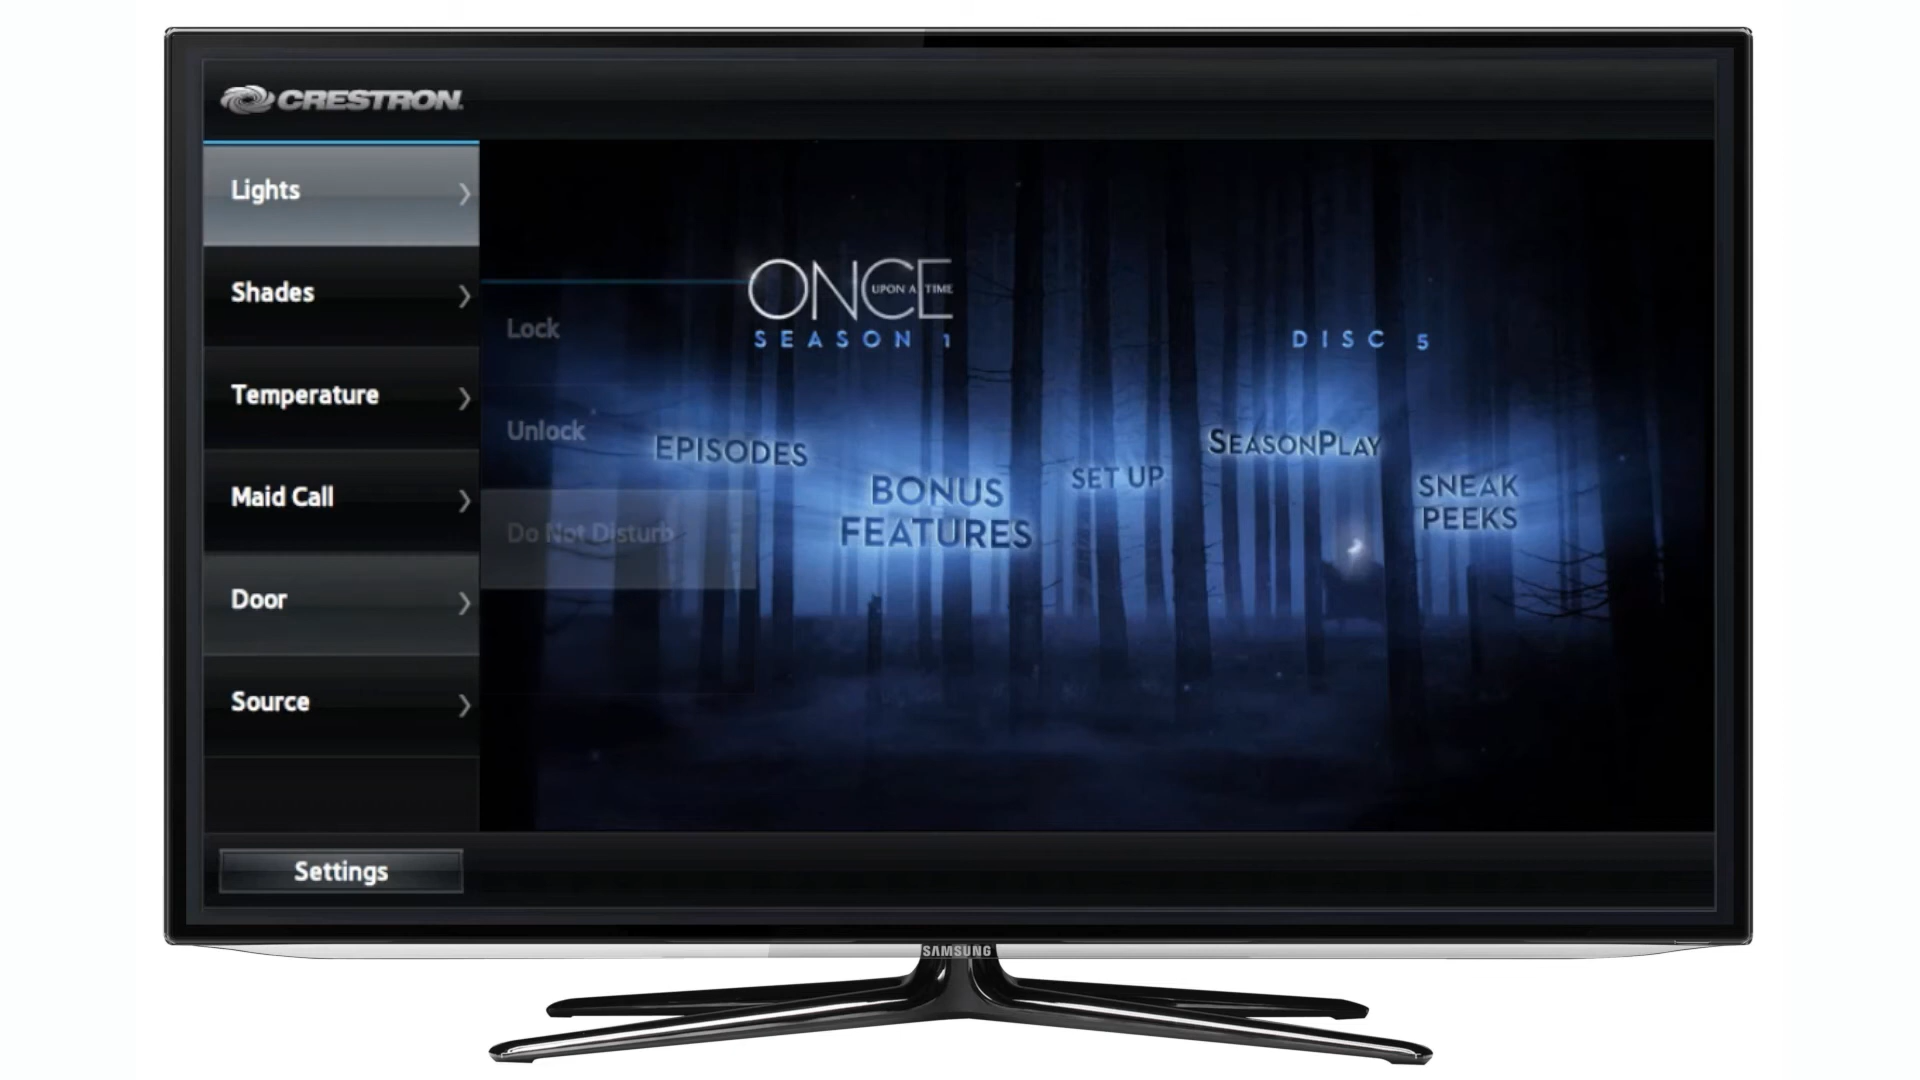 CRESTRON
Lights
Shades
Temperature
Maid Call
Door
Source
Settings
Lock
Unlock
Do Not Disturb
ONCE
UPON A TIME
SEASON 1
DISC 5
EPISODES
BONUS
FEATURES
SET UP
SEASONPLAY
SNEAK
PEEKS
SAMSUNG